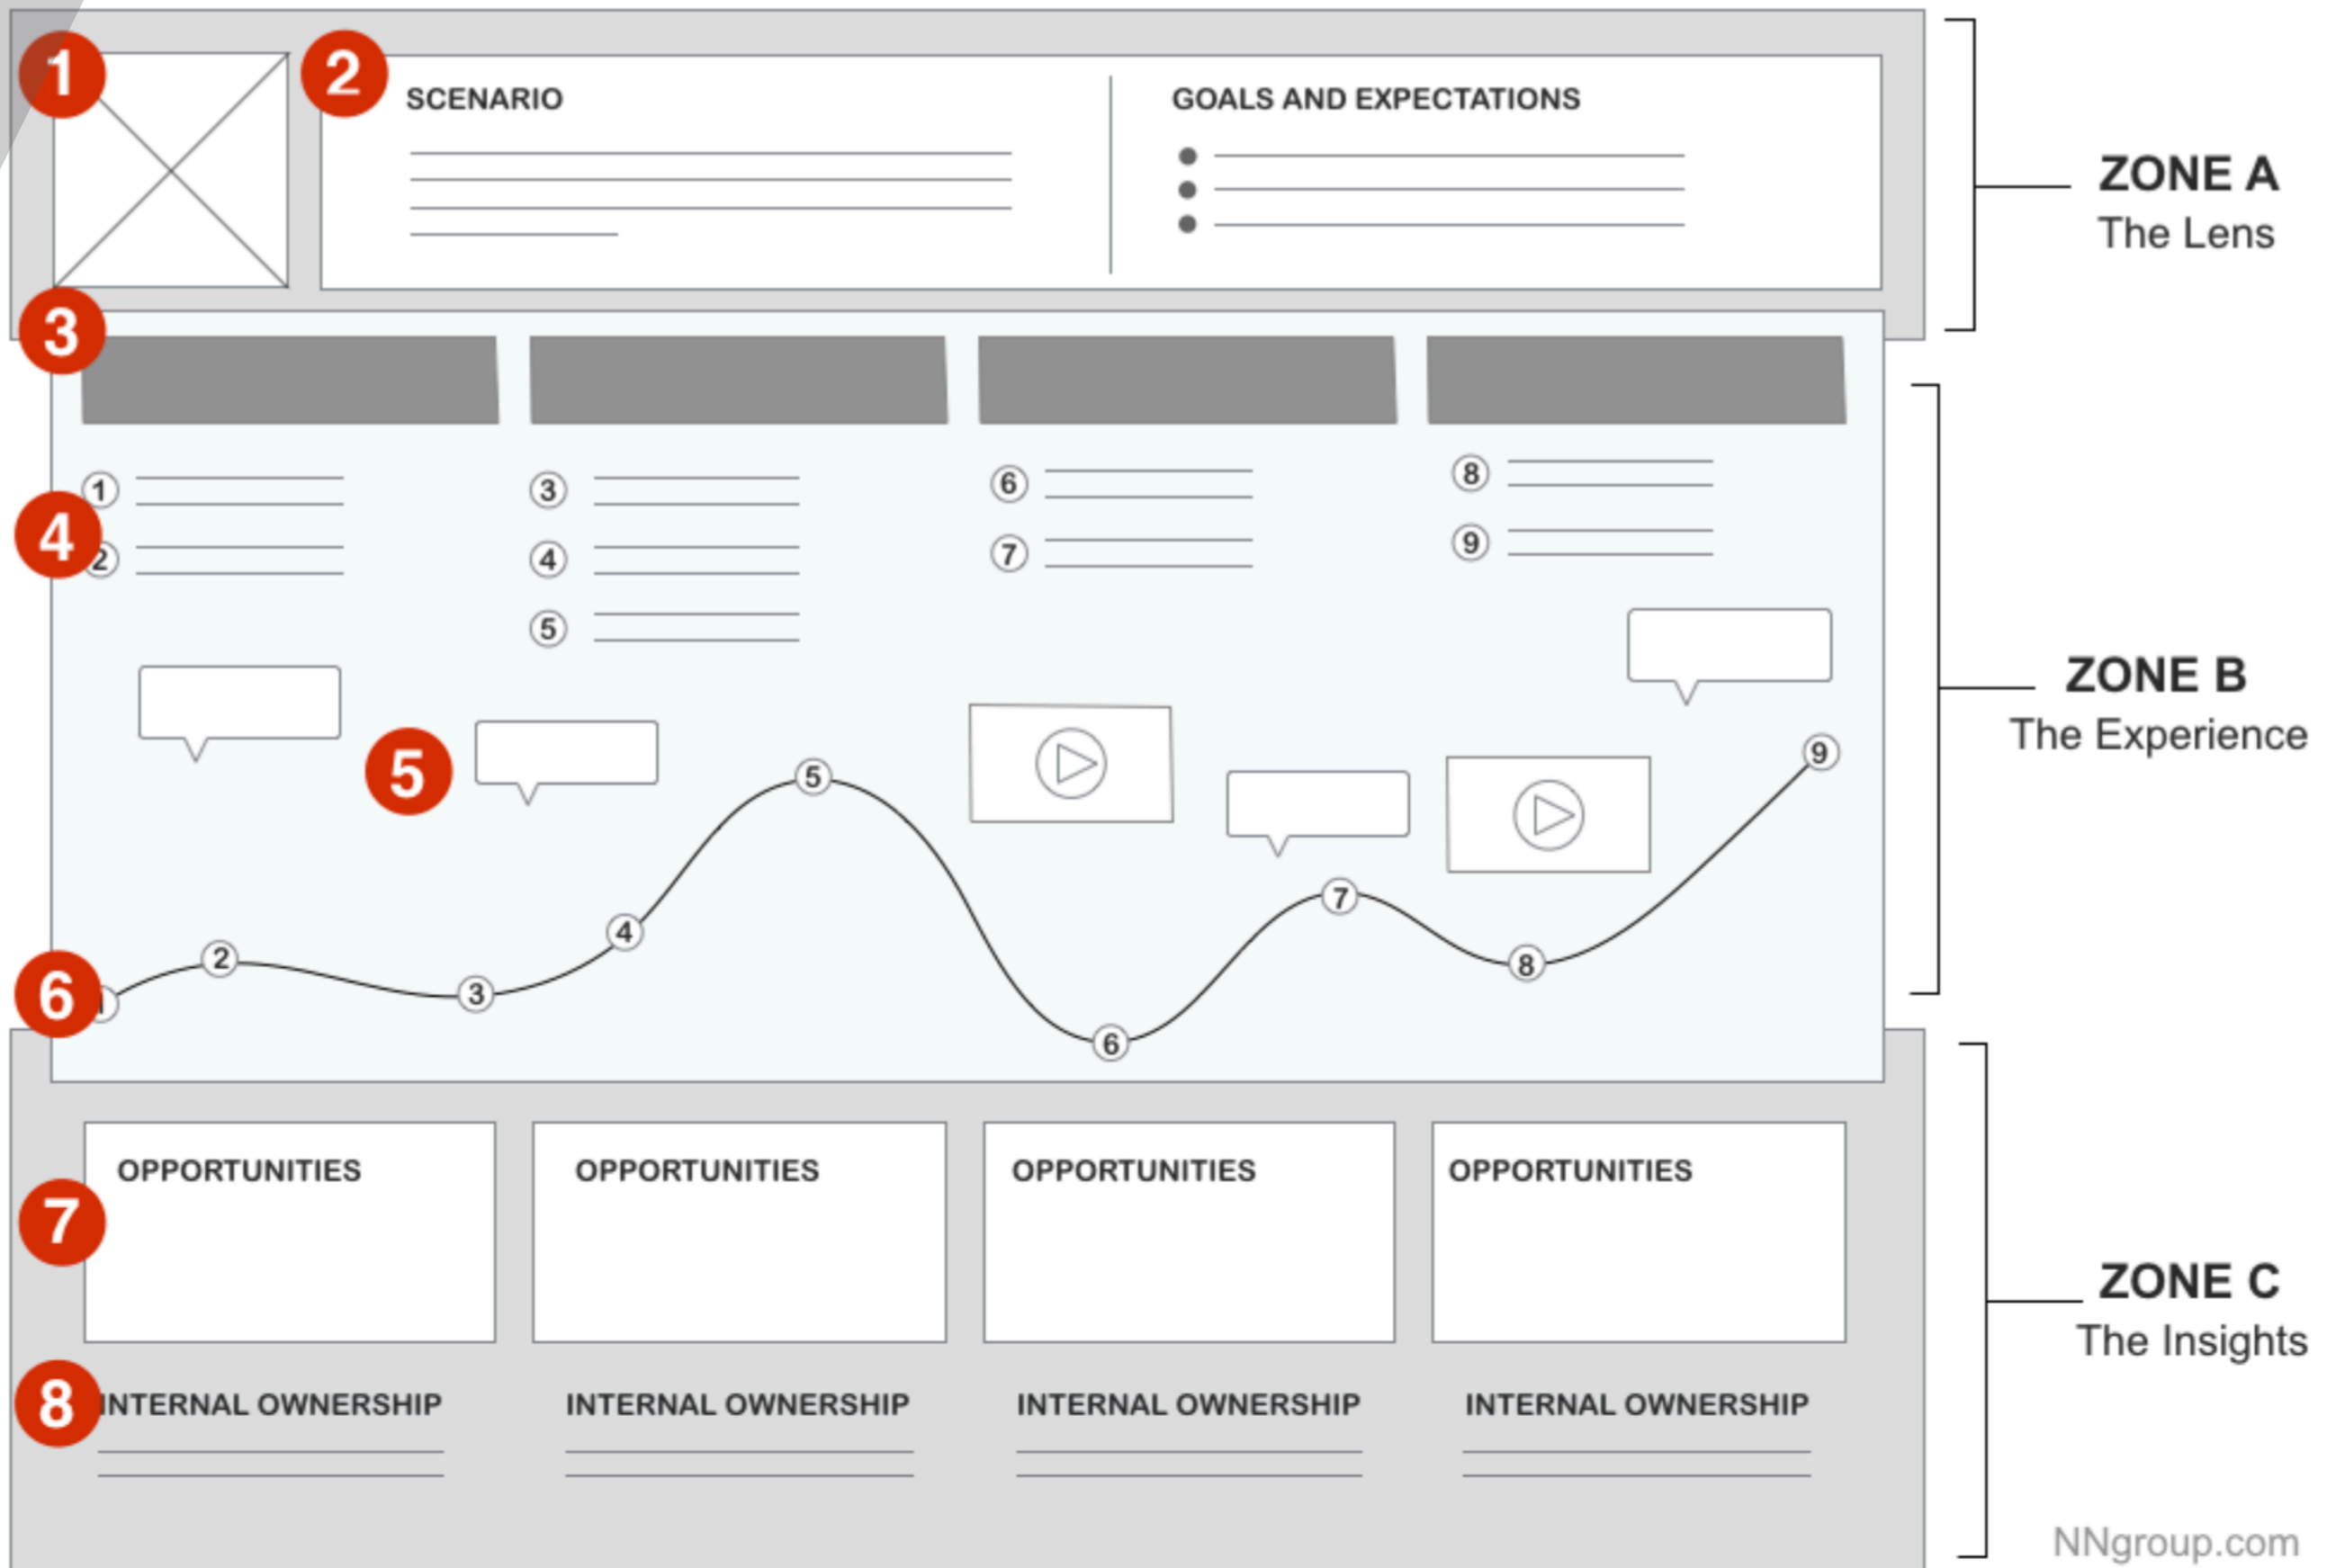 1
2
SCENARIO
GOALS AND EXPECTATIONS
ZONE A
The Lens
3
1
3
6
8
4
2
4
7
9
5
ZONE B
The Experience
5
5
9
7
4
2
8
6
3
6
OPPORTUNITIES
OPPORTUNITIES
OPPORTUNITIES
OPPORTUNITIES
7
ZONE C
The Insights
8
INTERNAL OWNERSHIP
INTERNAL OWNERSHIP
INTERNAL OWNERSHIP
INTERNAL OWNERSHIP
NNgroup.com